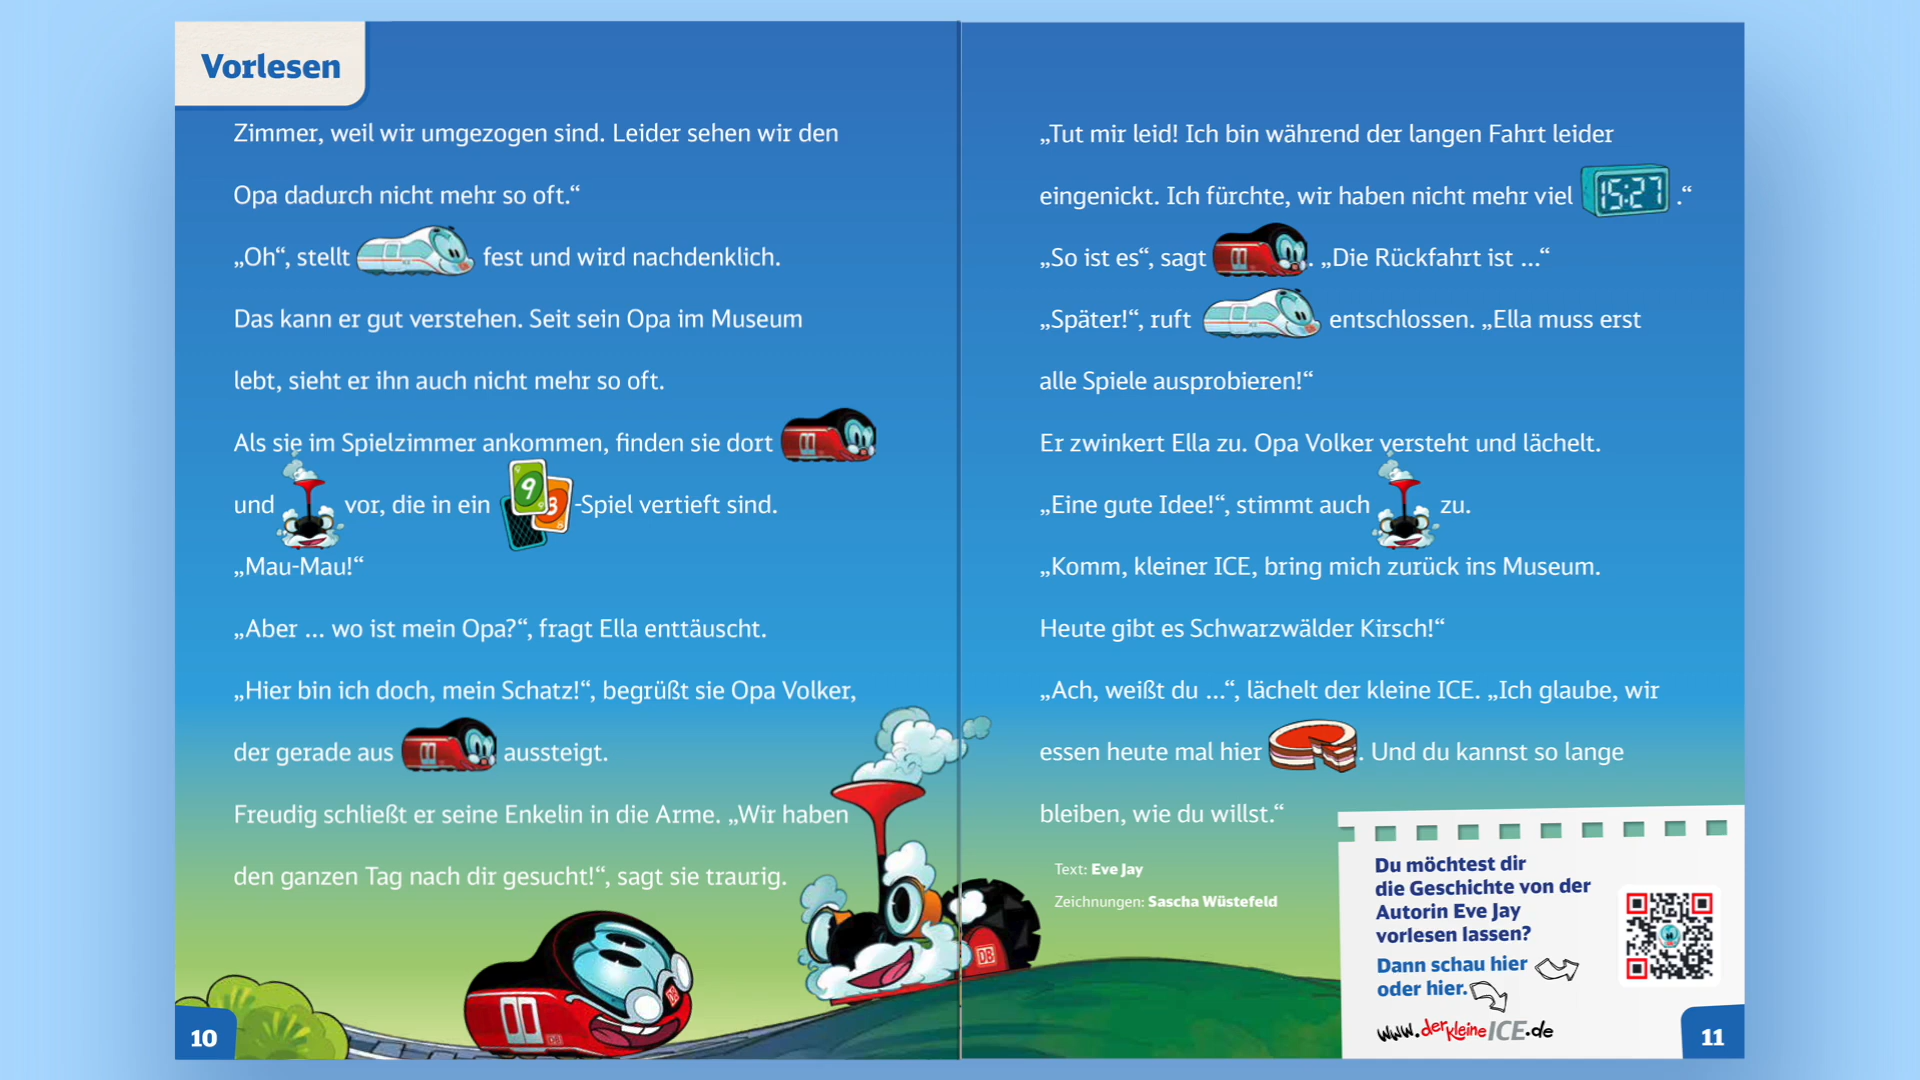 Vorlesen
Zimmer, weil wir umgezogen sind. Leider sehen wir den
Opa dadurch nicht mehr so oft.“
„Oh“, stellt fest und wird nachdenklich.
Das kann er gut verstehen. Seit sein Opa im Museum
lebt, sieht er ihn auch nicht mehr so oft.
Als sie im Spielzimmer ankommen, finden sie dort
und vor, die in ein 9 3 -Spiel vertieft sind.
„Mau-Mau!“
„Aber ... wo ist mein Opa?“, fragt Ella enttäuscht.
„Hier bin ich doch, mein Schatz!“, begrüßt sie Opa Volker,
der gerade aus aussteigt.
Freudig schließt er seine Enkelin in die Arme. „Wir haben
den ganzen Tag nach dir gesucht!“, sagt sie traurig.
10
„Tut mir leid! Ich bin während der langen Fahrt leider
eingenickt. Ich fürchte, wir haben nicht mehr viel 15:27 .“
„So ist es“, sagt . „Die Rückfahrt ist ...“
„Später!“, ruft entschlossen. „Ella muss erst
alle Spiele ausprobieren!“
Er zwinkert Ella zu. Opa Volker versteht und lächelt.
„Eine gute Idee!“, stimmt auch zu.
„Komm, kleiner ICE, bring mich zurück ins Museum.
Heute gibt es Schwarzwälder Kirsch!“
„Ach, weißt du ...“, lächelt der kleine ICE. „Ich glaube, wir
essen heute mal hier . Und du kannst so lange
bleiben, wie du willst.“
Text: Eve Jay
Zeichnungen: Sascha Wüstefeld
DB
Du möchtest dir
die Geschichte von der
Autorin Eve Jay
vorlesen lassen?
Dann schau hier
oder hier.
www.derkleineICE.de
11